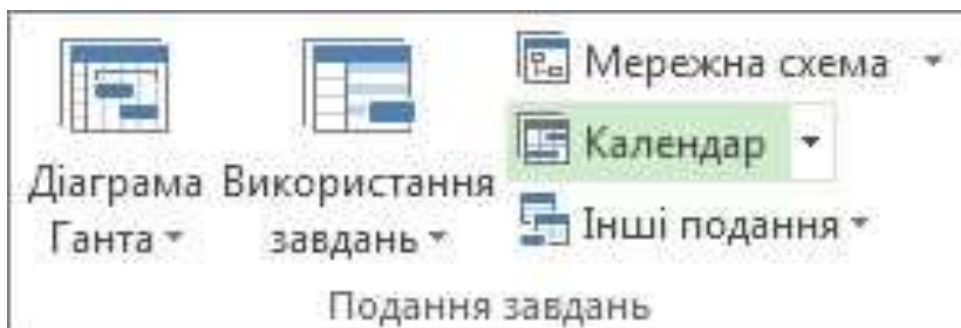 Діаграма
Ганта
Використання
завдань
Мережна схема
Календар
Інші подання
Подання завдань